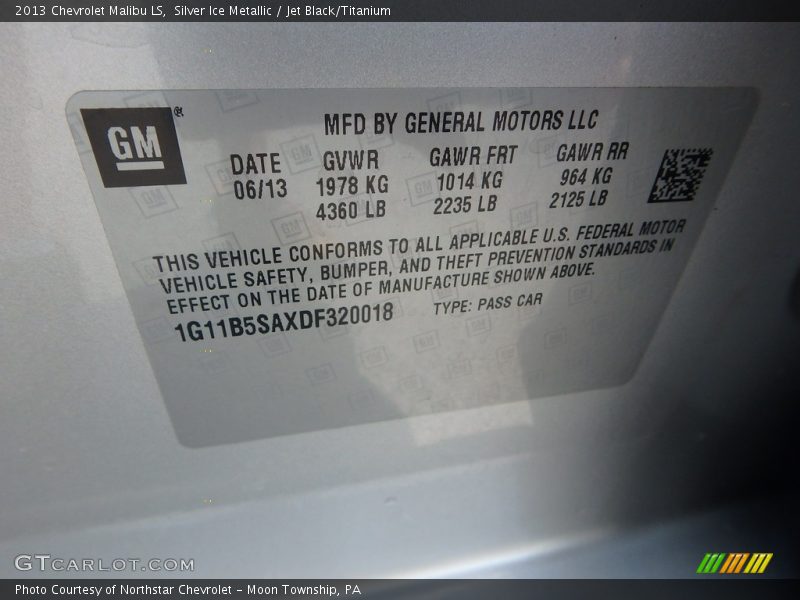 2013 Chevrolet Malibu LS, Silver Ice Metallic / Jet Black/Titanium
GM®
MFD BY GENERAL MOTORS LLC
DATE GVWR GAWR FRT GAWR RR
06/13 1978 KG 1014 KG 964 KG
4360 LB 2235 LB 2125 LB
THIS VEHICLE CONFORMS TO ALL APPLICABLE U.S. FEDERAL MOTOR
VEHICLE SAFETY, BUMPER, AND THEFT PREVENTION STANDARDS IN
EFFECT ON THE DATE OF MANUFACTURE SHOWN ABOVE.
1G11B5SAXDF320018 TYPE: PASS CAR
GTCARLOT.COM
Photo Courtesy of Northstar Chevrolet - Moon Township, PA